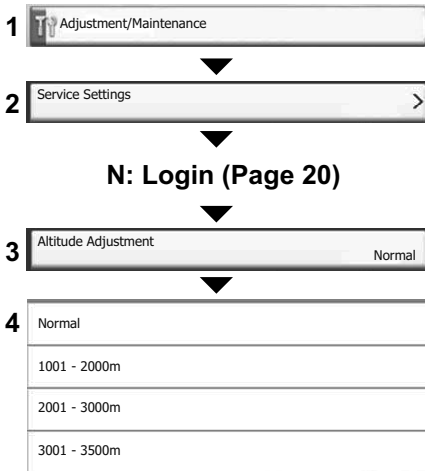 1 Adjustment/Maintenance
2 Service Settings >
N: Login (Page 20)
3 Altitude Adjustment
Normal
4 Normal
1001 - 2000m
2001 - 3000m
3001 - 3500m